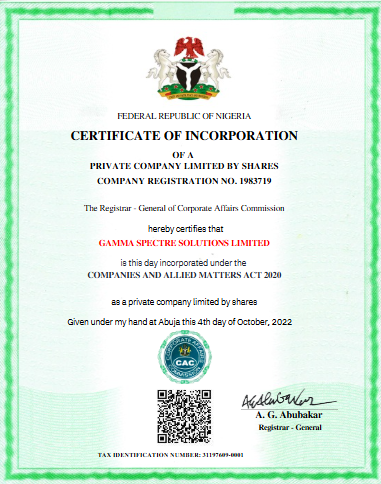 FEDERAL REPUBLIC OF NIGERIA
CERTIFICATE OF INCORPORATION
OF A
PRIVATE COMPANY LIMITED BY SHARES
COMPANY REGISTRATION NO. 1983719
The Registrar - General of Corporate Affairs Commission
hereby certifies that
GAMMA SPECTRE SOLUTIONS LIMITED
is this day incorporated under the
COMPANIES AND ALLIED MATTERS ACT 2020
as a private company limited by shares
Given under my hand at Abuja this 4th day of October, 2022
CORPORATE AFFAIRS
CAC
COMMISSION
A. G. Abubakar
Registrar - General
TAX IDENTIFICATION NUMBER: 31197609-0001